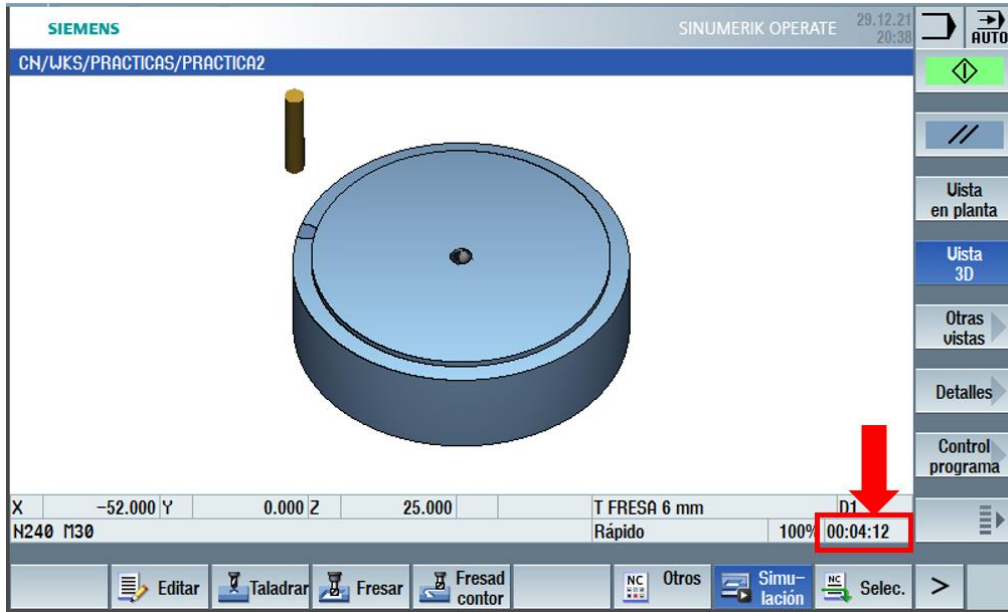 SIEMENS
SINUMERIK OPERATE
29.12.21
20:38
AUTO
CN/WKS/PRACTICAS/PRACTICA2
Vista
en planta
Vista
3D
Otras
vistas
Detalles
Control
programa
X -52.000 Y 0.000 Z 25.000 T FRESA 6 mm D1
N240 M30 Rápido 100% 00:04:12
Editar
Taladrar
Fresar
Fresad
contor
NC
Otros
Simu-
lación
NC
Selec.
>